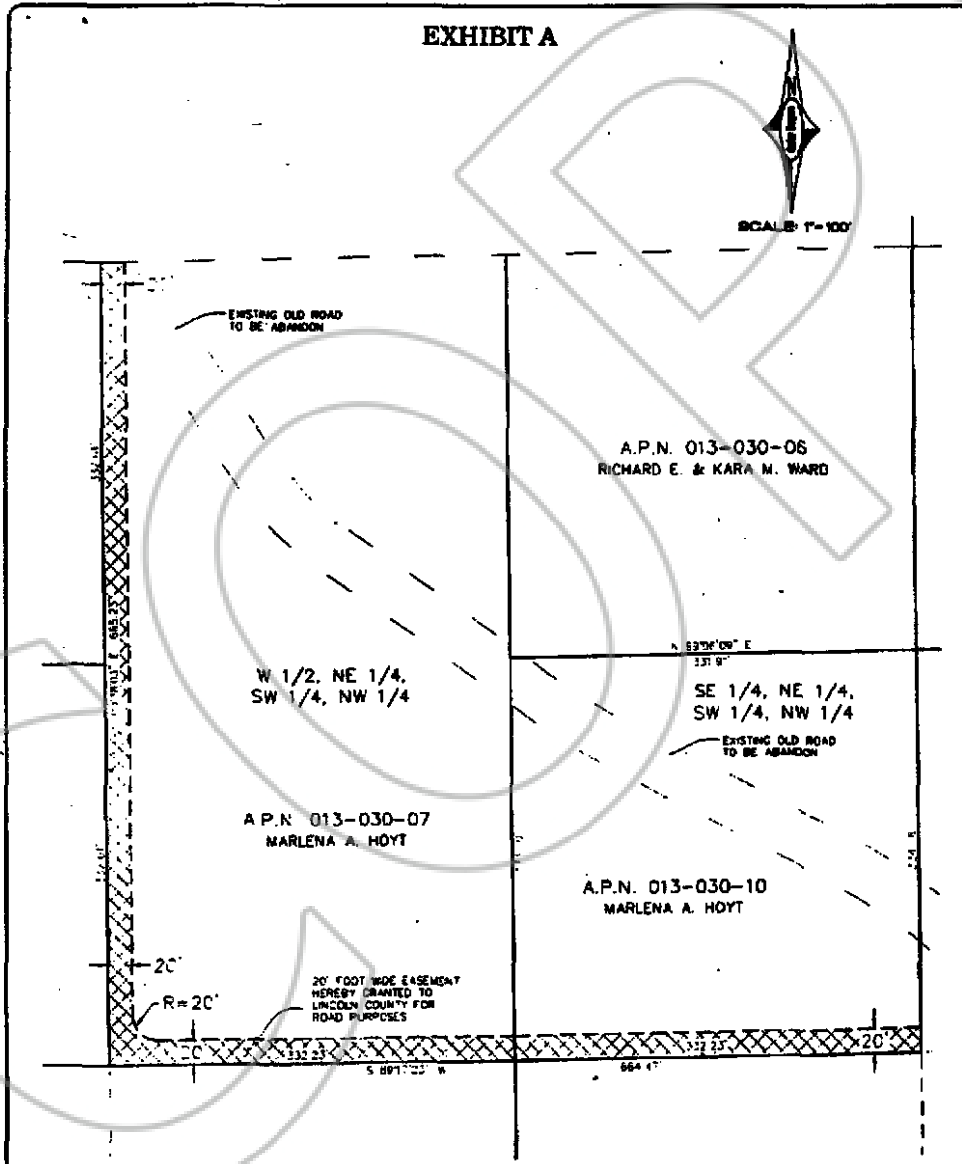 EXHIBIT A
N
SCALE: 1"=100'
EXISTING OLD ROAD
TO BE ABANDON
A.P.N. 013-030-06
RICHARD E. & KARA M. WARD
W 1/2, NE 1/4,
SW 1/4, NW 1/4
SE 1/4, NE 1/4,
SW 1/4, NW 1/4
EXISTING OLD ROAD
TO BE ABANDON
A.P.N 013-030-07
MARLENA A. HOYT
A.P.N. 013-030-10
MARLENA A. HOYT
20'
R=20'
20' FOOT WIDE EASEMENT
HEREBY GRANTED TO
LINCOLN COUNTY FOR
ROAD PURPOSES
332.23'
332.23'
20'
664.47'
COP